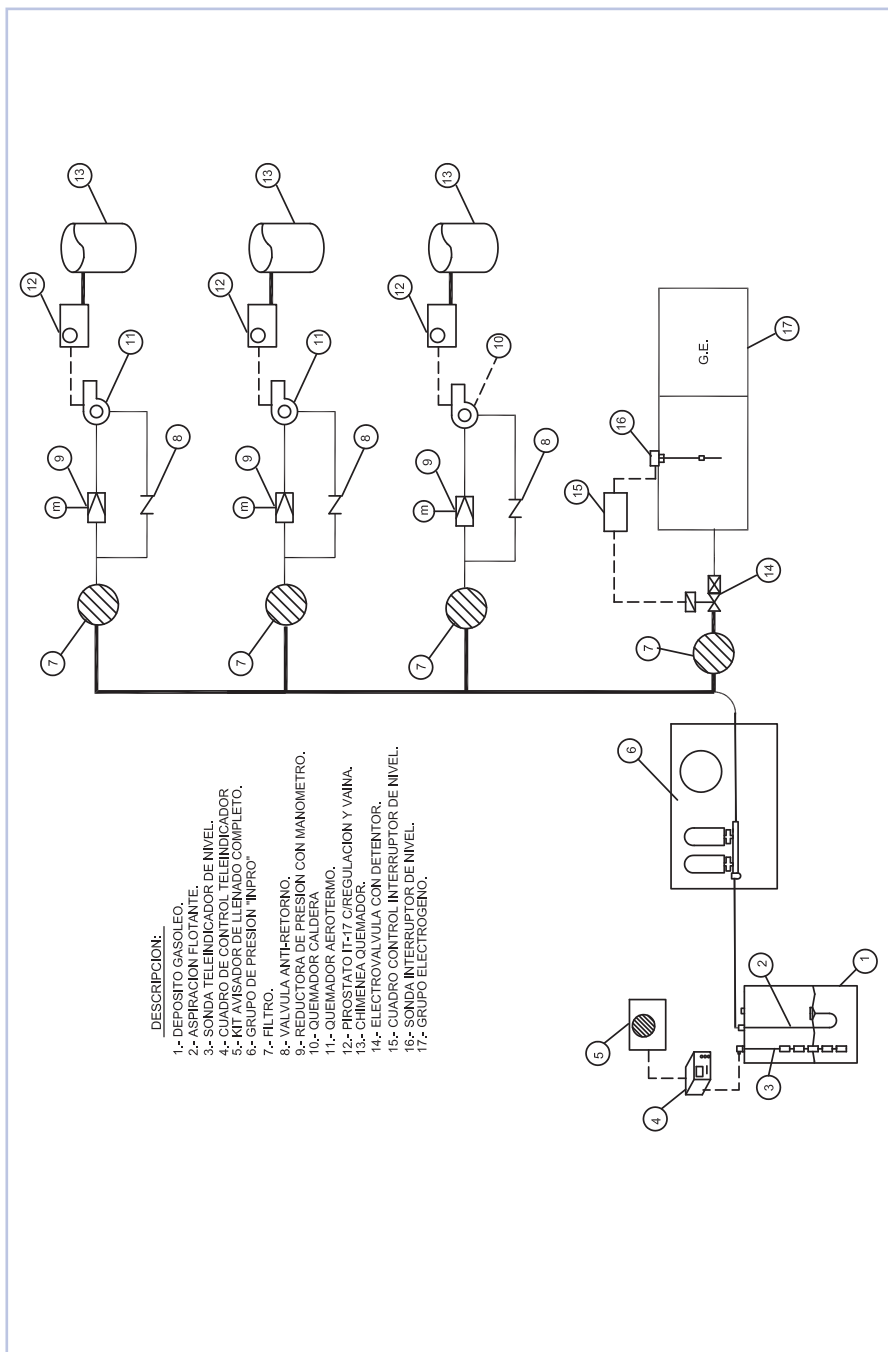 DESCRIPCION:
1.- DEPOSITO GASOLEO.
2.- ASPIRACION FLOTANTE.
3.- SONDA TELEINDICADOR DE NIVEL.
4.- CUADRO DE CONTROL TELEINDICADOR
5.- KIT AVISADOR DE LLENADO COMPLETO.
6.- GRUPO DE PRESION "INPRO"
7.- FILTRO.
8.- VALVULA ANTI-RETORNO.
9.- REDUCTORA DE PRESION CON MANOMETRO.
10.- QUEMADOR CALDERA
11.- QUEMADOR AEROTERMO.
12.- PIROSTATO IT-17 C/REGULACION Y VAINA.
13.- CHIMENEA QUEMADOR.
14.- ELECTROVALVULA CON DETENTOR.
15.- CUADRO CONTROL INTERRUPTOR DE NIVEL.
16.- SONDA INTERRUPTOR DE NIVEL.
17.- GRUPO ELECTROGENO.
7
m
9
8
11
12
13
7
m
9
8
11
12
13
7
m
9
8
10
12
13
7
14
15
16
G.E.
17
6
5
4
3
2
1